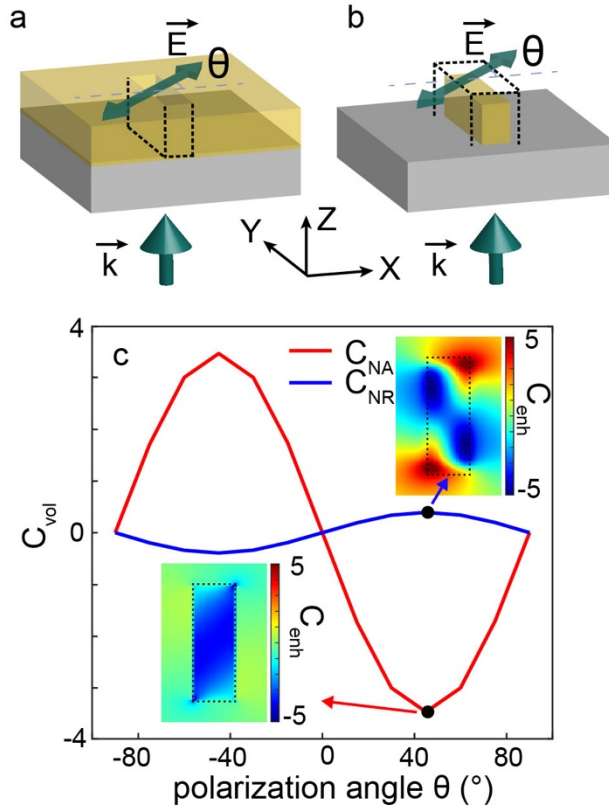 a
E
θ
k
b
E
θ
k
Y
Z
X
c
C_NA
C_NR
5
C_enh
-5
5
C_enh
-5
4
0
-4
C_vol
-80
-40
0
40
80
polarization angle θ (°)